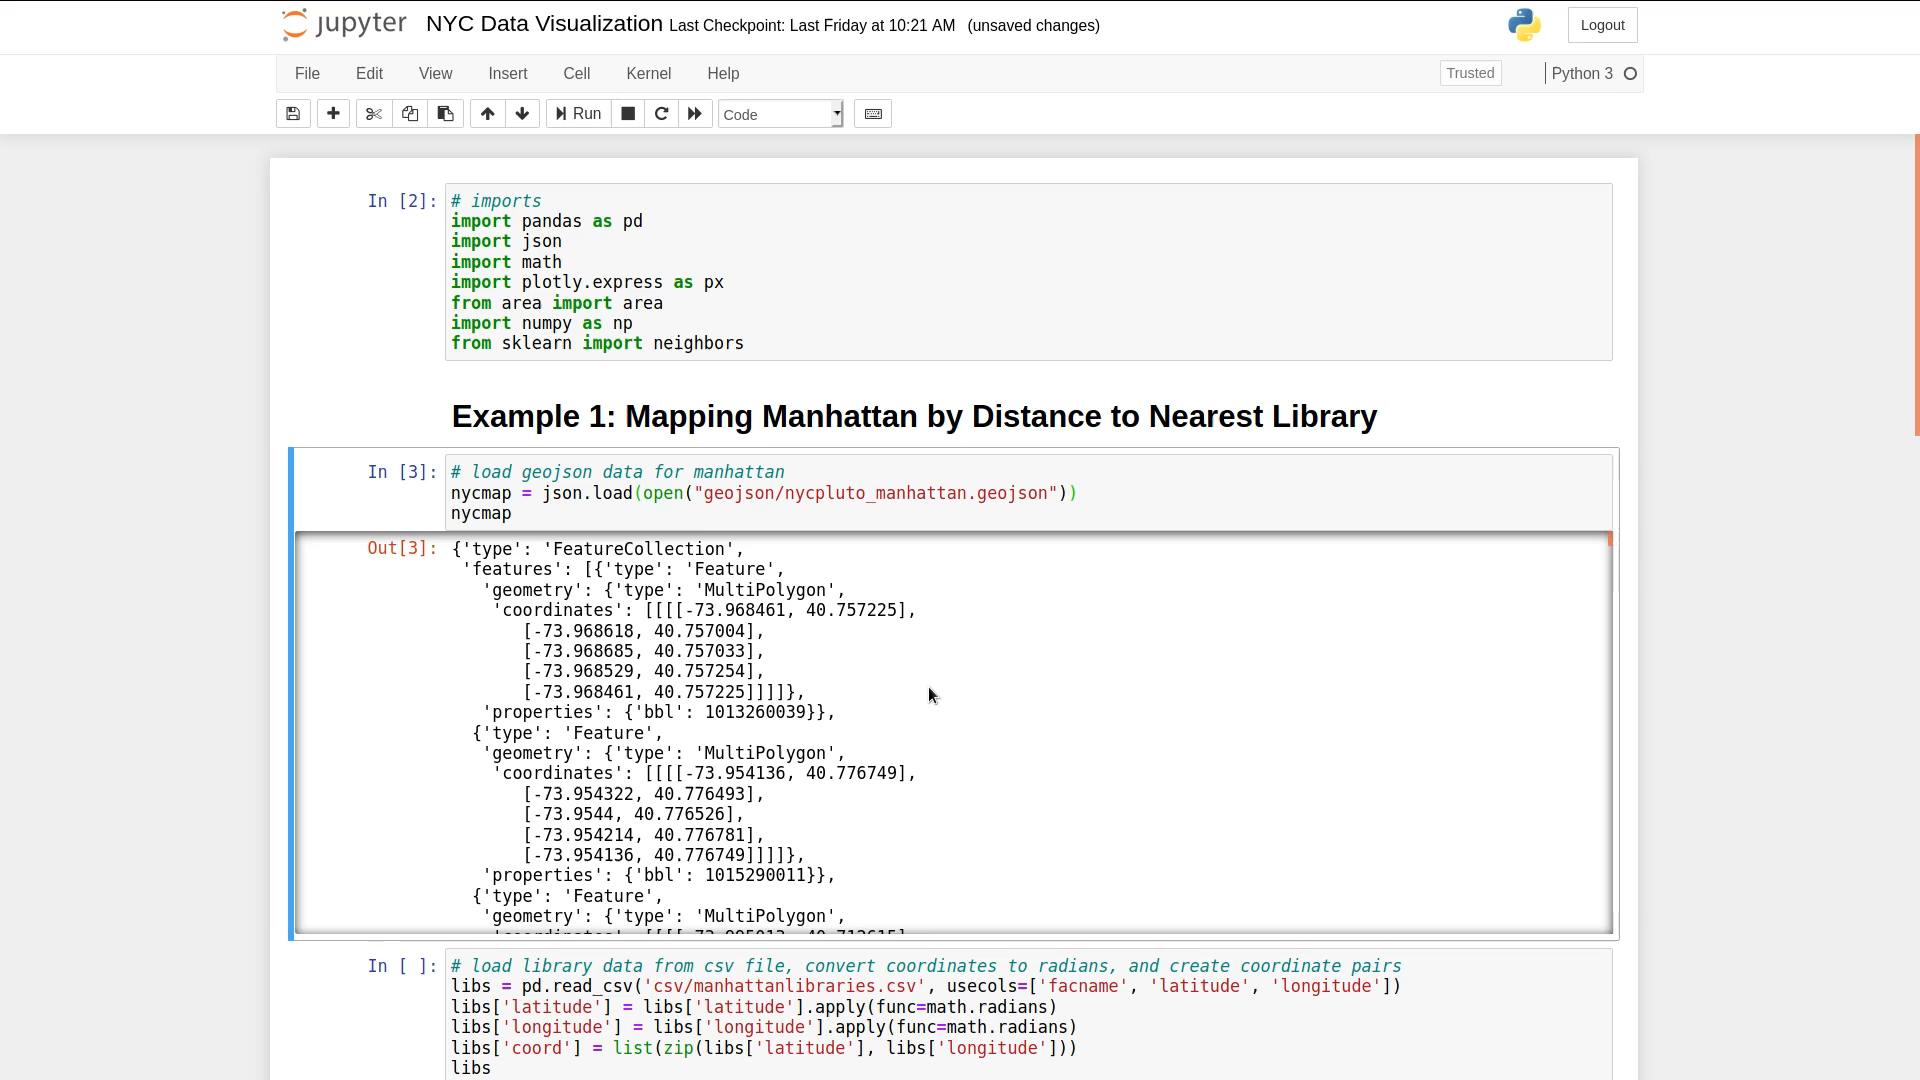 jupyter NYC Data Visualization Last Checkpoint: Last Friday at 10:21 AM (unsaved changes) Logout
File Edit View Insert Cell Kernel Help Trusted Python 3
Run Code
In [2]: # imports
import pandas as pd
import json
import math
import plotly.express as px
from area import area
import numpy as np
from sklearn import neighbors
Example 1: Mapping Manhattan by Distance to Nearest Library
In [3]: # load geojson data for manhattan
nycmap = json.load(open("geojson/nycpluto_manhattan.geojson"))
nycmap
Out[3]: {'type': 'FeatureCollection',
'features': [{'type': 'Feature',
'geometry': {'type': 'MultiPolygon',
'coordinates': [[[[-73.968461, 40.757225],
[-73.968618, 40.757004],
[-73.968685, 40.757033],
[-73.968529, 40.757254],
[-73.968461, 40.757225]]]]},
'properties': {'bbl': 1013260039}},
{'type': 'Feature',
'geometry': {'type': 'MultiPolygon',
'coordinates': [[[[-73.954136, 40.776749],
[-73.954322, 40.776493],
[-73.9544, 40.776526],
[-73.954214, 40.776781],
[-73.954136, 40.776749]]]]},
'properties': {'bbl': 1015290011}},
{'type': 'Feature',
'geometry': {'type': 'MultiPolygon',
In [ ]: # load library data from csv file, convert coordinates to radians, and create coordinate pairs
libs = pd.read_csv('csv/manhattanlibraries.csv', usecols=['facname', 'latitude', 'longitude'])
libs['latitude'] = libs['latitude'].apply(func=math.radians)
libs['longitude'] = libs['longitude'].apply(func=math.radians)
libs['coord'] = list(zip(libs['latitude'], libs['longitude']))
libs